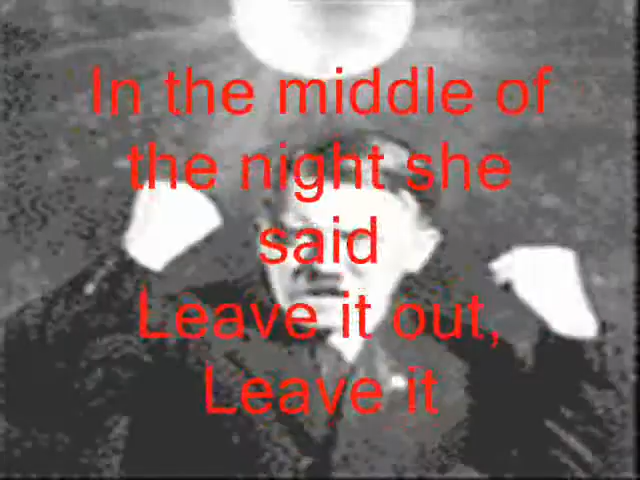 In the middle of
the night she
said
Leave it out,
Leave it